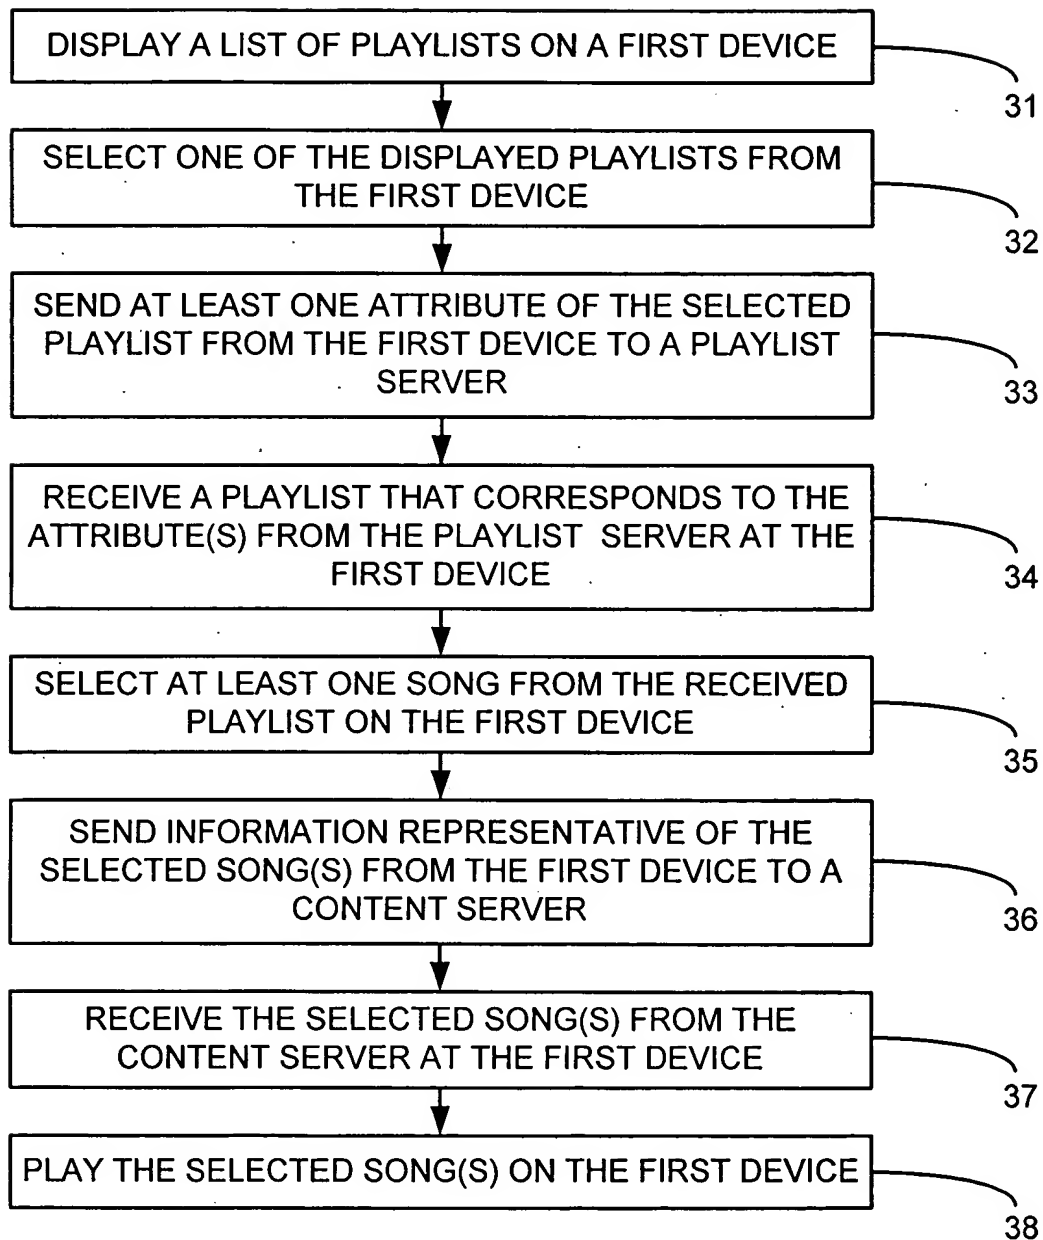 DISPLAY A LIST OF PLAYLISTS ON A FIRST DEVICE
31
SELECT ONE OF THE DISPLAYED PLAYLISTS FROM
THE FIRST DEVICE
32
SEND AT LEAST ONE ATTRIBUTE OF THE SELECTED
PLAYLIST FROM THE FIRST DEVICE TO A PLAYLIST
SERVER
33
RECEIVE A PLAYLIST THAT CORRESPONDS TO THE
ATTRIBUTE(S) FROM THE PLAYLIST SERVER AT THE
FIRST DEVICE
34
SELECT AT LEAST ONE SONG FROM THE RECEIVED
PLAYLIST ON THE FIRST DEVICE
35
SEND INFORMATION REPRESENTATIVE OF THE
SELECTED SONG(S) FROM THE FIRST DEVICE TO A
CONTENT SERVER
36
RECEIVE THE SELECTED SONG(S) FROM THE
CONTENT SERVER AT THE FIRST DEVICE
37
PLAY THE SELECTED SONG(S) ON THE FIRST DEVICE
38